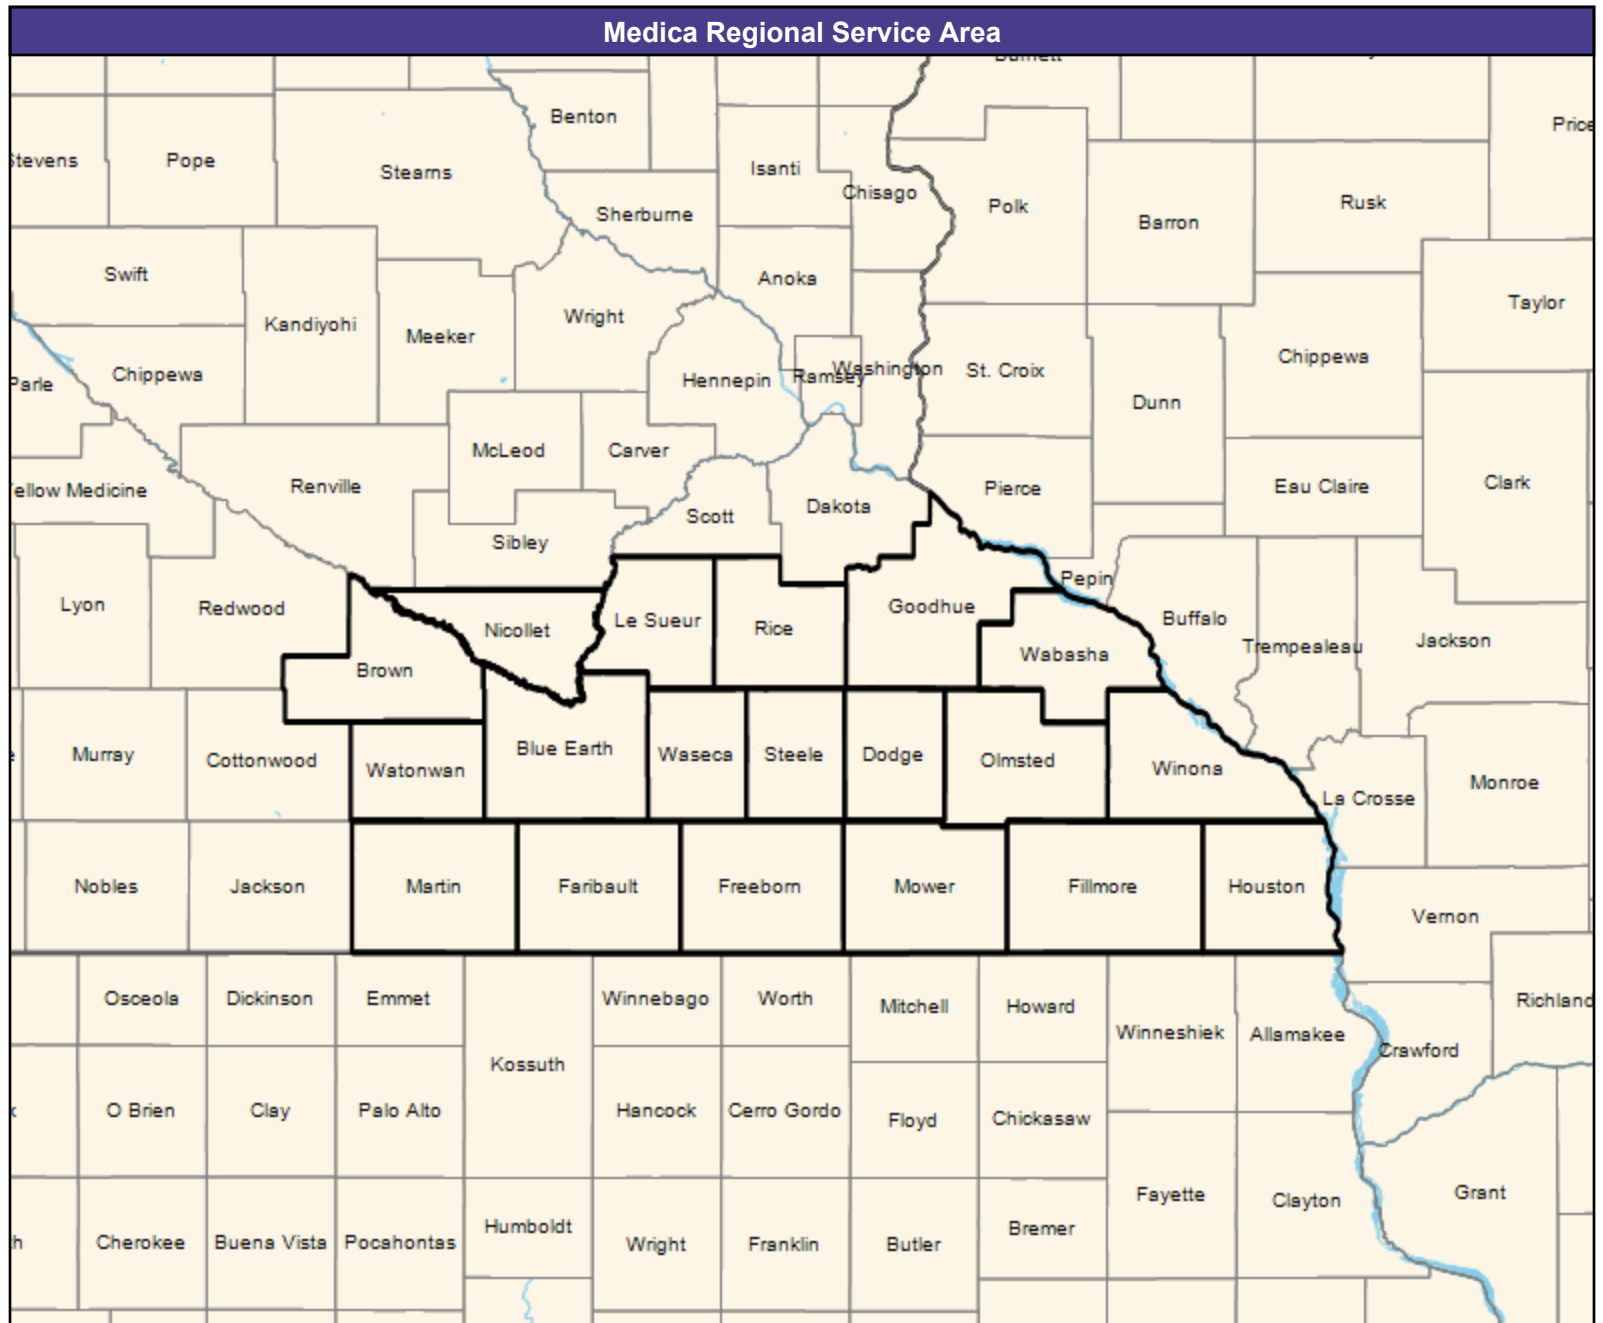 Medica Regional Service Area
Benton
Price
Stevens
Pope
Stearns
Isanti
Chisago
Polk
Barron
Rusk
Sherburne
Swift
Anoka
Taylor
Kandiyohi
Meeker
Wright
Chippewa
Hennepin
Ramsey
Washington
St. Croix
Chippewa
Parle
Dunn
McLeod
Carver
Clark
Yellow Medicine
Renville
Scott
Dakota
Pierce
Eau Claire
Sibley
Pepin
Lyon
Redwood
Nicollet
Le Sueur
Rice
Goodhue
Buffalo
Trempealeau
Jackson
Brown
Wabasha
Murray
Cottonwood
Watonwan
Blue Earth
Waseca
Steele
Dodge
Olmsted
Winona
La Crosse
Monroe
Nobles
Jackson
Martin
Faribault
Freeborn
Mower
Fillmore
Houston
Vernon
Osceola
Dickinson
Emmet
Winnebago
Worth
Mitchell
Howard
Winneshiek
Allamakee
Richland
Crawford
Kossuth
O Brien
Clay
Palo Alto
Hancock
Cerro Gordo
Floyd
Chickasaw
Fayette
Clayton
Grant
Cherokee
Buena Vista
Pocahontas
Humboldt
Wright
Franklin
Butler
Bremer